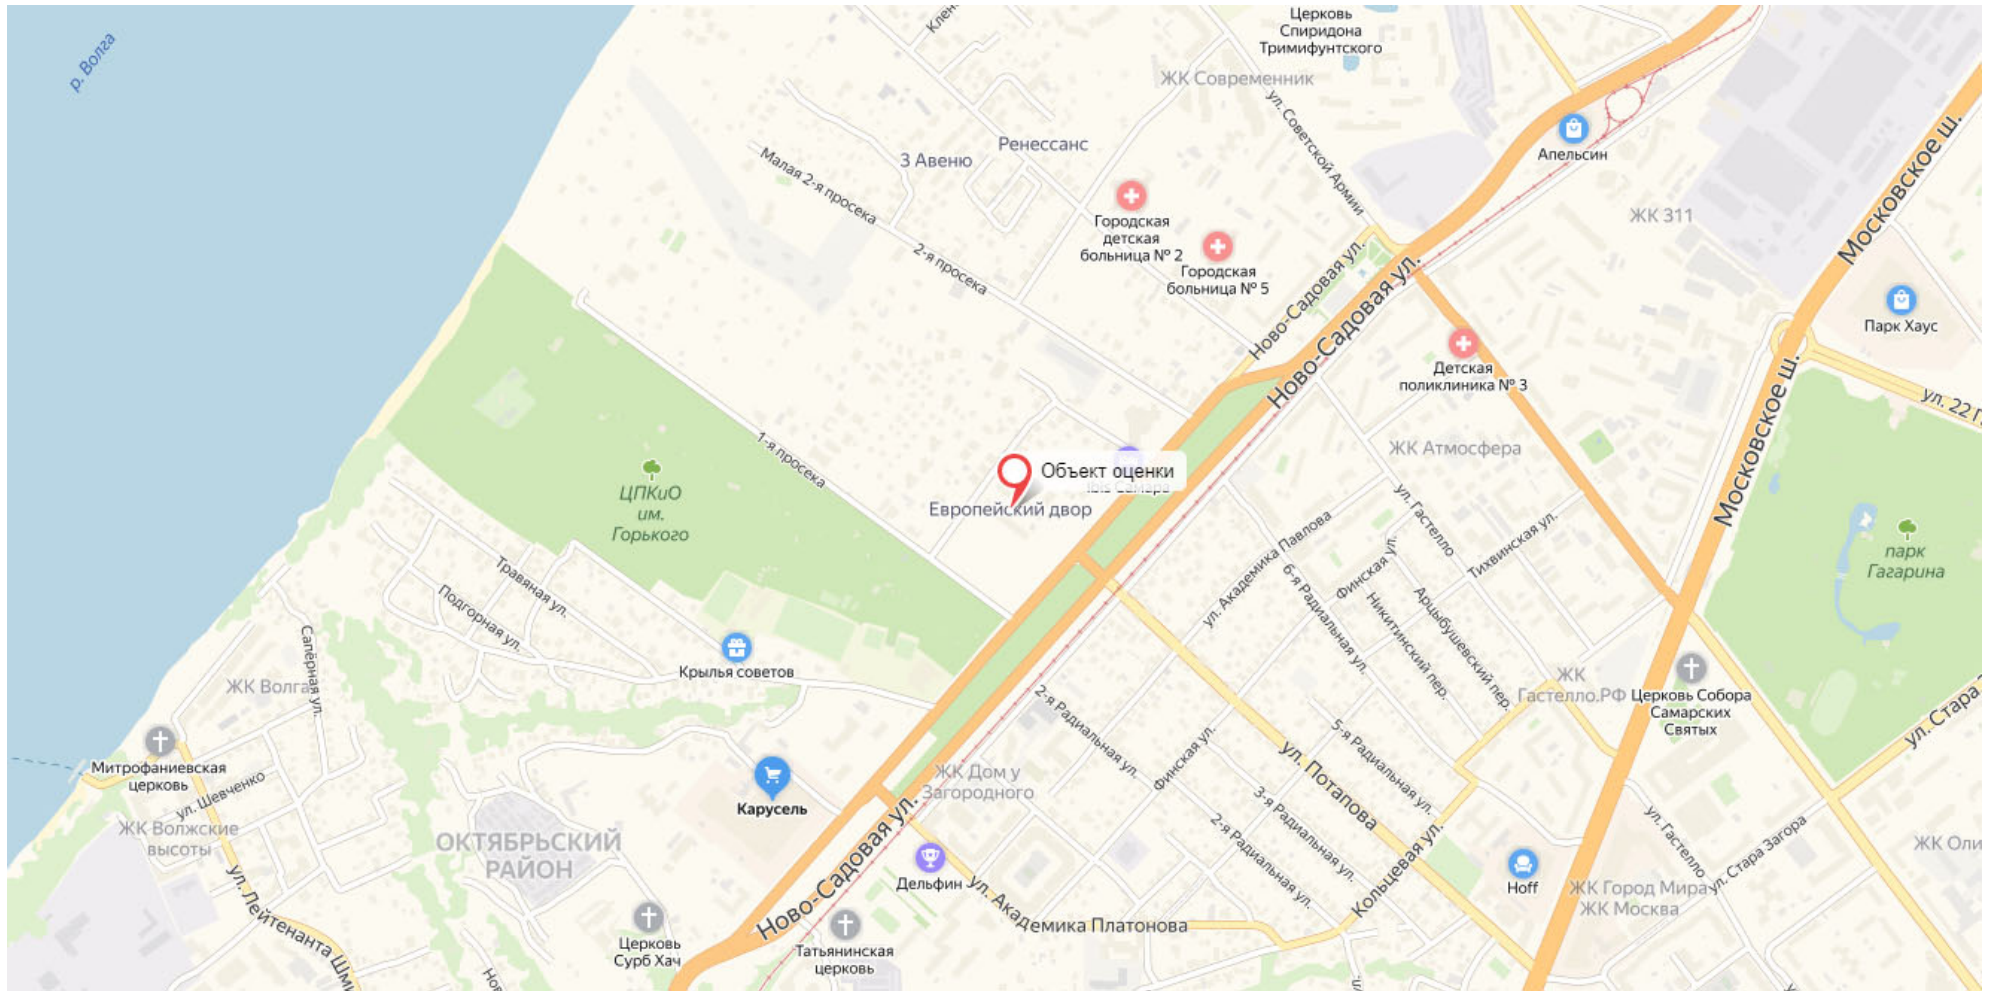 р. Волга
Церковь
Спиридона
Тримифунтского
ЖК Современник
ул. Советской Армии
Апельсин
Московское ш.
Ренессанс
3 Авеню
Малая 2-я просека
2-я просека
Городская
детская
больница № 2
Городская
больница № 5
ЖК 311
Парк Хаус
Ново-Садовая ул.
Ново-Садовая ул.
Детская
поликлиника № 3
Московское ш.
ЖК Атмосфера
1-я просека
Объект оценки
ibis Самара
Европейский двор
ЦПКиО
им.
Горького
ул. Гастелло
Тихвинская ул.
ул. Академика Павлова
Финская ул.
6-я Радиальная ул.
Никитинский пер.
Арцыбушевский пер.
парк
Гагарина
Травяная ул.
Подгорная ул.
Сапёрная ул.
Крылья советов
ЖК Волга
ЖК
Гастелло.РФ
Церковь Собора
Самарских
Святых
ул. Стара
2-я Радиальная ул.
Финская ул.
5-я Радиальная ул.
ул. Потапова
Митрофаниевская
церковь
ул. Шевченко
ЖК Волжские
высоты
Карусель
ЖК Дом у
Загородного
3-я Радиальная ул.
2-я Радиальная ул.
Кольцевая ул.
ул. Гастелло
ул. Стара Загора
ОКТЯБРЬСКИЙ
РАЙОН
Ново-Садовая ул.
Дельфин
ул. Академика Платонова
Hoff
ЖК Город Мира
ЖК Москва
ЖК Оли
ул. Лейтенанта Шми
Церковь
Сурб Хач
Татьянинская
церковь
Нов